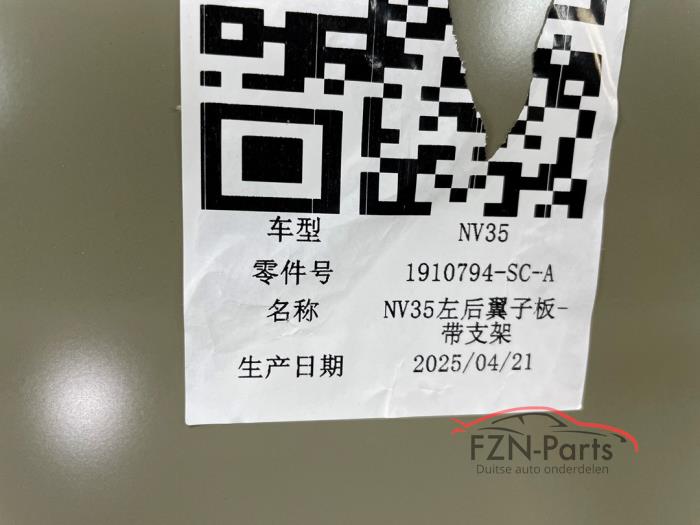 车型 NV35
零件号 1910794-SC-A
名称 NV35左后翼子板-
带支架
生产日期 2025/04/21
FZN-Parts
Duitse auto onderdelen